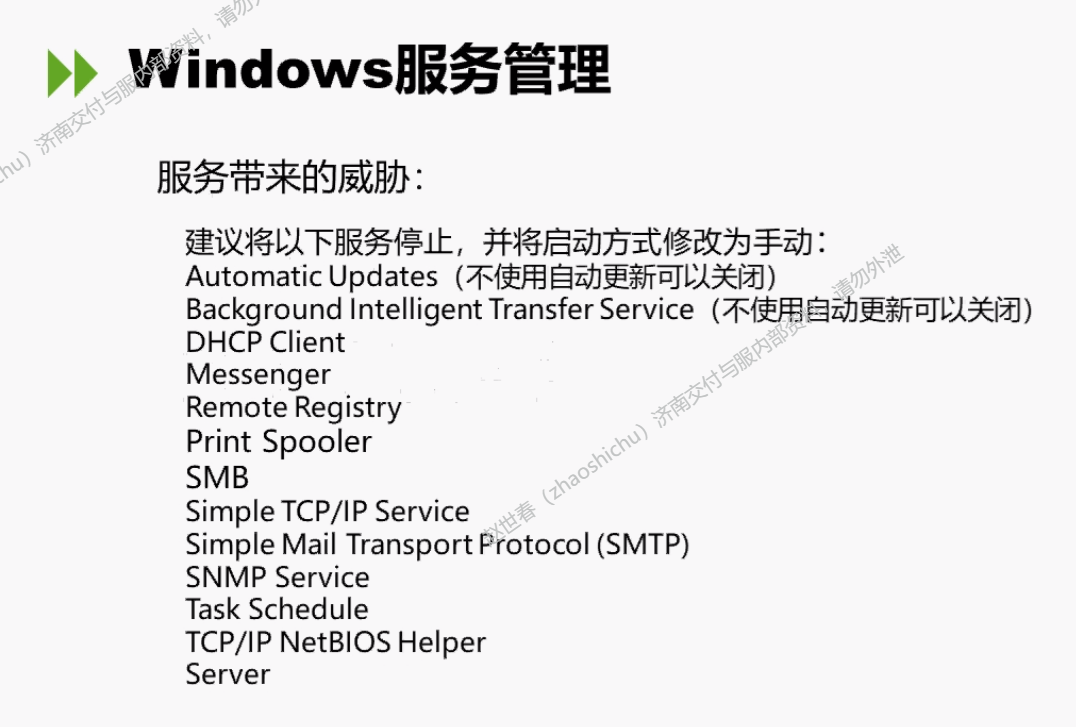 Windows服务管理
服务带来的威胁：
建议将以下服务停止，并将启动方式修改为手动：
Automatic Updates（不使用自动更新可以关闭）
Background Intelligent Transfer Service（不使用自动更新可以关闭）
DHCP Client
Messenger
Remote Registry
Print Spooler
SMB
Simple TCP/IP Service
Simple Mail Transport Protocol (SMTP)
SNMP Service
Task Schedule
TCP/IP NetBIOS Helper
Server
hu）济南交付与服内部资料，请勿
赵世春（zhaoshichu）济南交付与服内部资料，请勿外泄